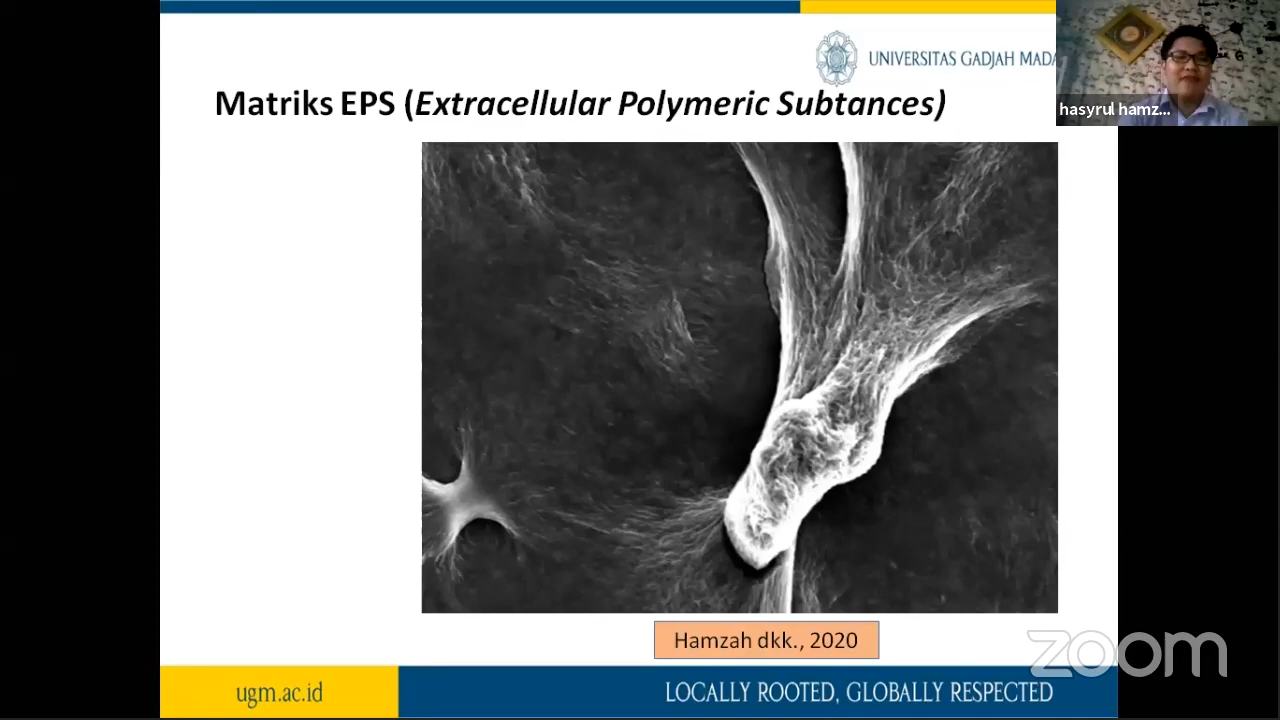 UNIVERSITAS GADJAH MADA
Matriks EPS (Extracellular Polymeric Subtances)
hasyrul hamz...
Hamzah dkk., 2020
zoom
ugm.ac.id
LOCALLY ROOTED, GLOBALLY RESPECTED